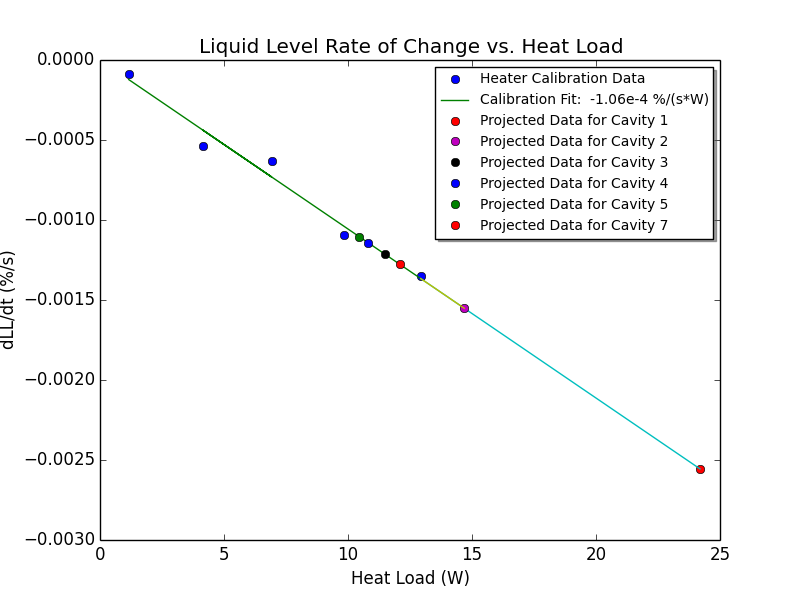 Liquid Level Rate of Change vs. Heat Load
0.0000
−0.0005
−0.0010
−0.0015
−0.0020
−0.0025
−0.0030
dLL/dt (%/s)
Heater Calibration Data
Calibration Fit:  -1.06e-4 %/(s*W)
Projected Data for Cavity 1
Projected Data for Cavity 2
Projected Data for Cavity 3
Projected Data for Cavity 4
Projected Data for Cavity 5
Projected Data for Cavity 7
0 5 10 15 20 25
Heat Load (W)